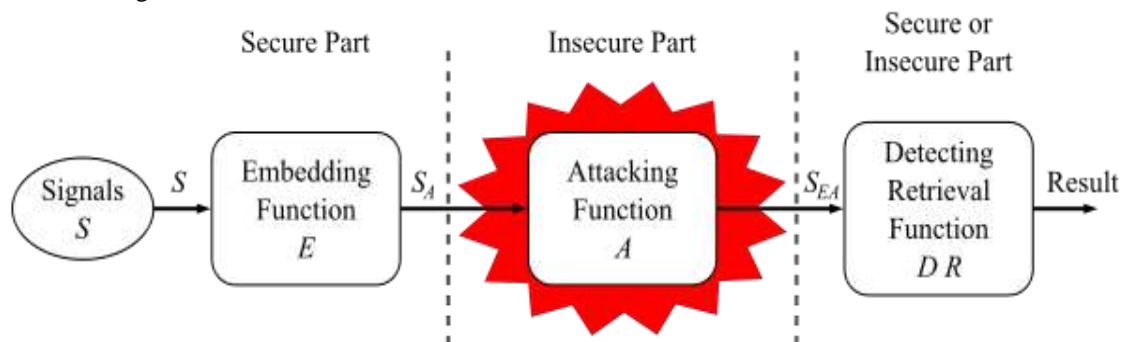 Secure Part
Insecure Part
Secure or
Insecure Part
Signals
S
S
Embedding
Function
E
S_A
Attacking
Function
A
S_EA
Detecting
Retrieval
Function
D R
Result